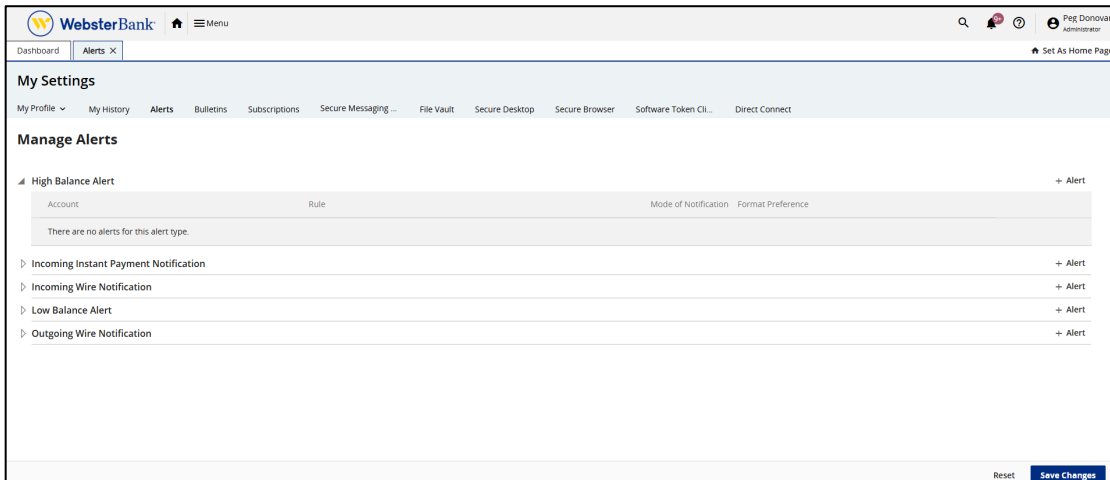 WebsterBank Menu 9+ Peg Donovan
Administrator
Dashboard Alerts Set As Home Page
My Settings
My Profile My History Alerts Bulletins Subscriptions Secure Messaging ... File Vault Secure Desktop Secure Browser Software Token Cli... Direct Connect
Manage Alerts
High Balance Alert + Alert
Account Rule Mode of Notification Format Preference
There are no alerts for this alert type.
Incoming Instant Payment Notification + Alert
Incoming Wire Notification + Alert
Low Balance Alert + Alert
Outgoing Wire Notification + Alert
Reset Save Changes